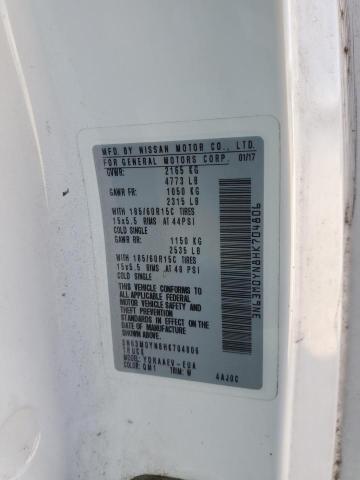 MFD. BY NISSAN MOTOR CO., LTD.
FOR GENERAL MOTORS CORP. 01/17
GVWR: 2165 KG
4773 LB
GAWR FR: 1050 KG
2315 LB
WITH 185/60R15C TIRES
15x5.5 RIMS AT 44PSI
COLD SINGLE
GAWR RR: 1150 KG
2535 LB
WITH 185/60R15C TIRES
15x5.5 RIMS AT 48 PSI
COLD SINGLE
THIS VEHICLE CONFORMS TO
ALL APPLICABLE U.S. FEDERAL
MOTOR VEHICLE SAFETY
STANDARDS IN EFFECT ON
THE DATE OF MANUFACTURE
SHOWN ABOVE.
3N63M0YN8HK704806
TRUCK
MODEL:
COLOR: QM1 TRIM: W
4AJ0C
3N63M0YN8HK704806